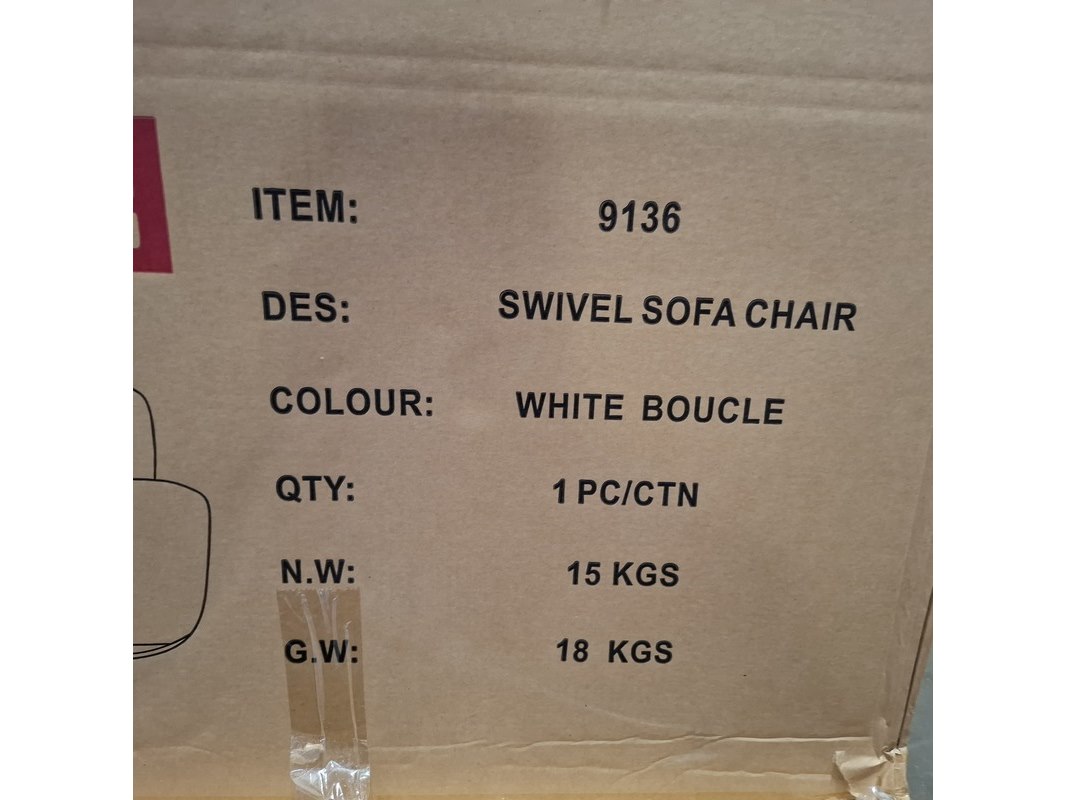 ITEM: 9136
DES: SWIVEL SOFA CHAIR
COLOUR: WHITE BOUCLE
QTY: 1 PC/CTN
N.W: 15 KGS
G.W: 18 KGS